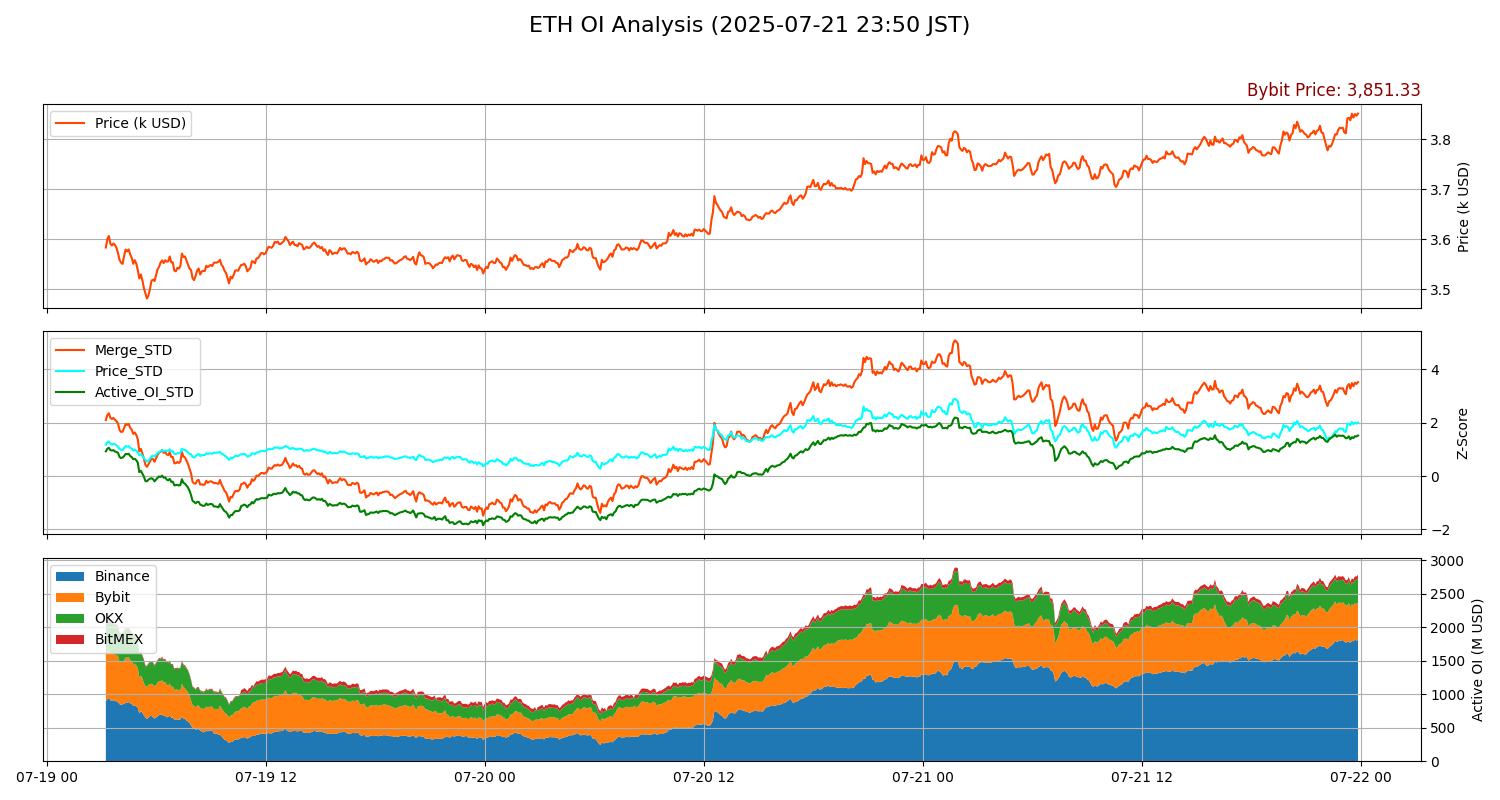 ETH OI Analysis (2025-07-21 23:50 JST)
Bybit Price: 3,851.33
Price (k USD)
3.8
3.7
3.6
3.5
Price (k USD)
Merge_STD
Price_STD
Active_OI_STD
4
2
0
−2
Z-Score
Binance
Bybit
OKX
BitMEX
3000
2500
2000
1500
1000
500
0
Active OI (M USD)
07-19 00
07-19 12
07-20 00
07-20 12
07-21 00
07-21 12
07-22 00